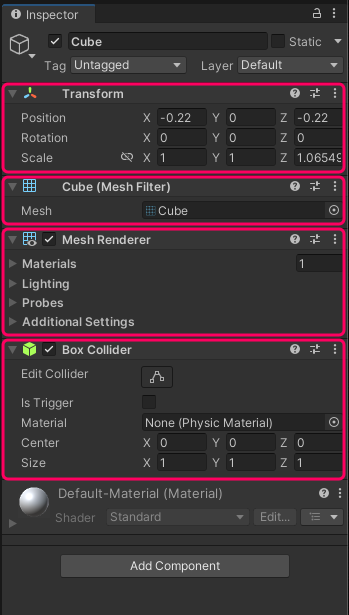 Inspector
Cube Static
Tag Untagged Layer Default
Transform
Position X -0.22 Y 0 Z -0.22
Rotation X 0 Y 0 Z 0
Scale X 1 Y 1 Z 1.0654
Cube (Mesh Filter)
Mesh Cube
Mesh Renderer
Materials 1
Lighting
Probes
Additional Settings
Box Collider
Edit Collider
Is Trigger
Material None (Physic Material)
Center X 0 Y 0 Z 0
Size X 1 Y 1 Z 1
Default-Material (Material)
Shader Standard Edit...
Add Component